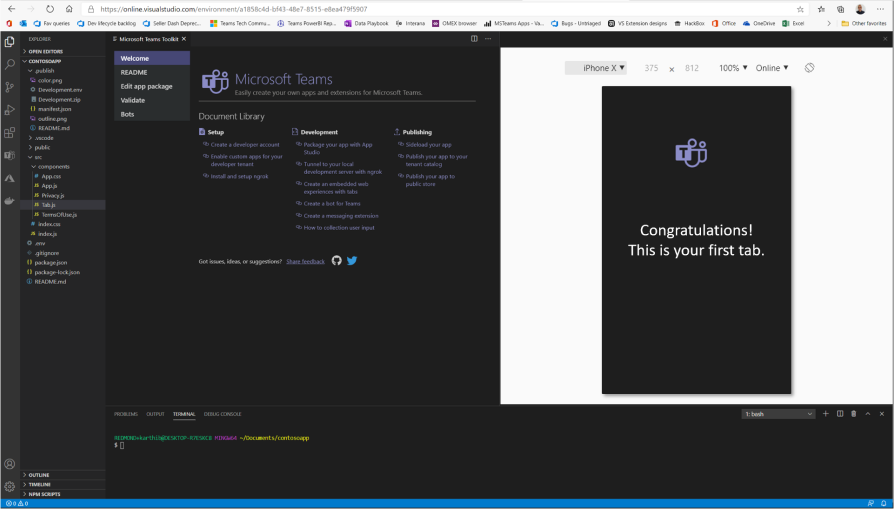 https://online.visualstudio.com/environment/a1858c4d-bf43-48e7-8515-e8ea479f5907
Fav queries
Dev lifecycle backlog
Seller Dash Deprec...
Teams Tech Commu...
Teams PowerBI Rep...
Data Playbook
Interana
OMEX browser
MSTeams Apps - Va...
Bugs - Untriaged
VS Extension designs
HackBox
Office
OneDrive
Excel
Other favorites
EXPLORER
OPEN EDITORS
CONTOSOAPP
.publish
color.png
Development.env
Development.zip
manifest.json
outline.png
README.md
.vscode
public
src
components
App.css
App.js
Privacy.js
Tab.js
TermsOfUse.js
index.css
index.js
.env
.gitignore
package.json
package-lock.json
README.md
OUTLINE
TIMELINE
NPM SCRIPTS
Microsoft Teams Toolkit
Welcome
README
Edit app package
Validate
Bots
Microsoft Teams
Easily create your own apps and extensions for Microsoft Teams.
Document Library
Setup
Create a developer account
Enable custom apps for your
developer tenant
Install and setup ngrok
Development
Package your app with App
Studio
Tunnel to your local
development server with ngrok
Create an embedded web
experiences with tabs
Create a bot for Teams
Create a messaging extension
How to collection user input
Publishing
Sideload your app
Publish your app to your
tenant catalog
Publish your app to
public store
Got issues, ideas, or suggestions? Share feedback
iPhone X ▼ 375 × 812 100% ▼ Online ▼
Congratulations!
This is your first tab.
PROBLEMS OUTPUT TERMINAL DEBUG CONSOLE
1: bash
REDMOND+karthib@DESKTOP-R7ESKCB MINGW64 ~/Documents/contosoapp
$
0 0